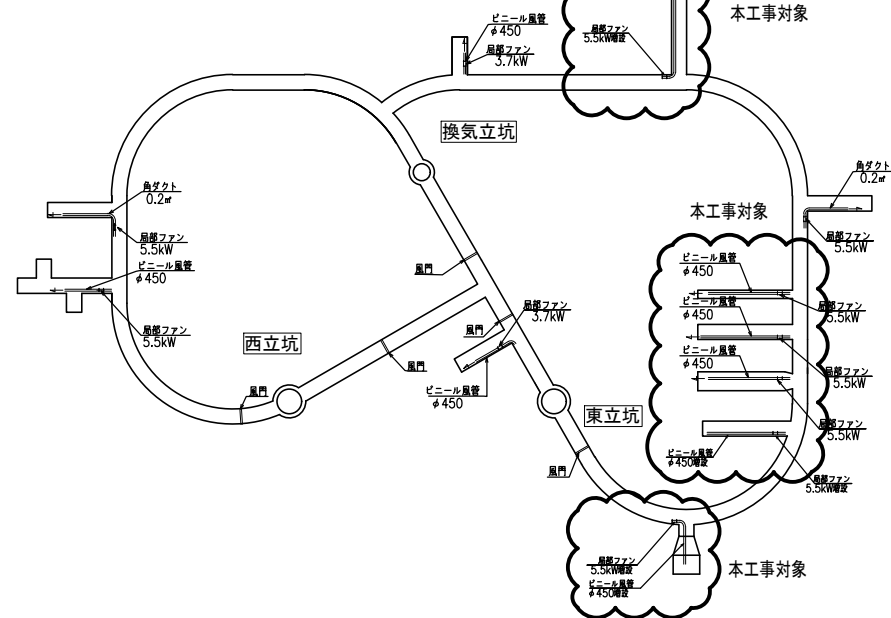 本工事対象
ビニール風管
φ450
局部ファン
3.7kW
局部ファン
5.5kW増設
換気立坑
角ダクト
0.2㎡
局部ファン
5.5kW
ビニール風管
φ450
局部ファン
5.5kW
角ダクト
0.2㎡
局部ファン
5.5kW
本工事対象
ビニール風管
φ450
局部ファン
5.5kW
ビニール風管
φ450
局部ファン
5.5kW
ビニール風管
φ450
局部ファン
5.5kW
ビニール風管
φ450増設
局部ファン
5.5kW増設
風門
風門
局部ファン
3.7kW
西立坑
風門
ビニール風管
φ450
風門
東立坑
風門
局部ファン
5.5kW増設
ビニール風管
φ450増設
本工事対象